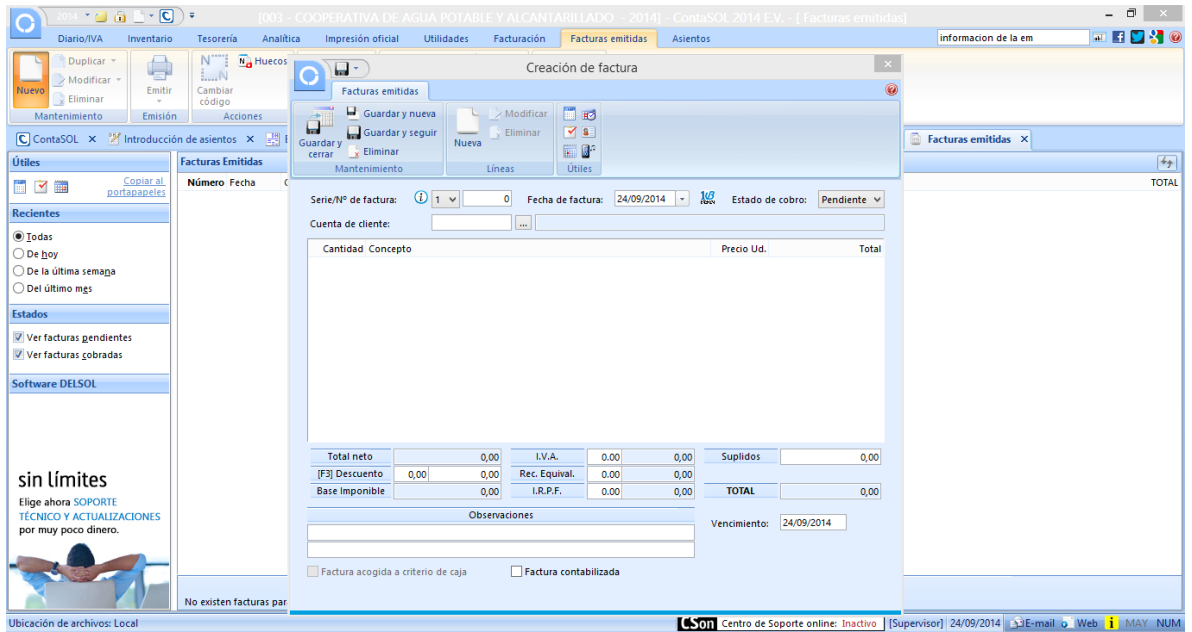 2014
[003 - COOPERATIVA DE AGUA POTABLE Y ALCANTARILLADO - 2014] - ContaSOL 2014 E.V. - [ Facturas emitidas]
Diario/IVA Inventario Tesorería Analítica Impresión oficial Utilidades Facturación Facturas emitidas Asientos informacion de la em
Nuevo
Duplicar
Modificar
Eliminar
Mantenimiento
Emitir
Emisión
Cambiar código
Huecos
Acciones
ContaSOL x Introducción de asientos x Facturas emitidas x
Útiles
Copiar al portapapeles
Recientes
Todas
De hoy
De la última semana
Del último mes
Estados
Ver facturas pendientes
Ver facturas cobradas
Software DELSOL
sin límites
Elige ahora SOPORTE
TÉCNICO Y ACTUALIZACIONES
por muy poco dinero.
Facturas Emitidas
Número Fecha TOTAL
No existen facturas par
Creación de factura
Facturas emitidas
Guardar y cerrar
Guardar y nueva
Guardar y seguir
Eliminar
Mantenimiento
Nueva
Modificar
Eliminar
Líneas
Útiles
Serie/Nº de factura: 1 0 Fecha de factura: 24/09/2014 Estado de cobro: Pendiente
Cuenta de cliente: ...
Cantidad Concepto Precio Ud. Total
Total neto 0,00 I.V.A. 0.00 0,00 Suplidos 0,00
[F3] Descuento 0,00 0,00 Rec. Equival. 0.00 0,00
Base Imponible 0,00 I.R.P.F. 0.00 0,00 TOTAL 0,00
Observaciones
Vencimiento: 24/09/2014
Factura acogida a criterio de caja Factura contabilizada
Ubicación de archivos: Local CSon Centro de Soporte online: Inactivo [Supervisor] 24/09/2014 E-mail Web MAY NUM